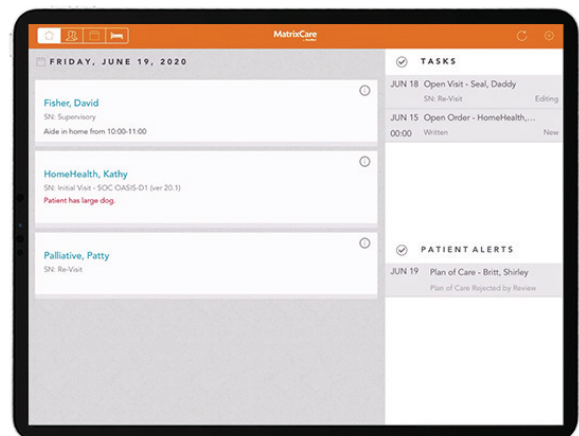 MatrixCare
FRIDAY, JUNE 19, 2020
Fisher, David
SN: Supervisory
Aide in home from 10:00-11:00
HomeHealth, Kathy
SN: Initial Visit - SOC OASIS-D1 (ver 20.1)
Patient has large dog.
Palliative, Patty
SN: Re-Visit
TASKS
JUN 18 Open Visit - Seal, Daddy
SN: Re-Visit Editing
JUN 15 Open Order - HomeHealth,...
00:00 Written New
PATIENT ALERTS
JUN 19 Plan of Care - Britt, Shirley
Plan of Care Rejected by Review